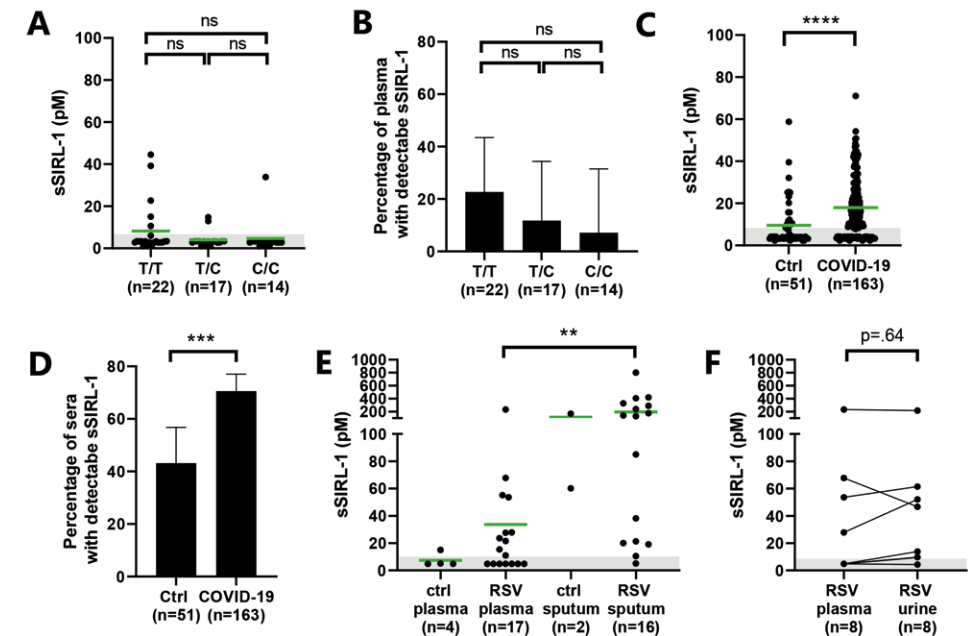 A
sSIRL-1 (pM)
100
80
60
40
20
0
ns
ns
ns
T/T
(n=22)
T/C
(n=17)
C/C
(n=14)
B
Percentage of plasma
with detectabe sSIRL-1
80
60
40
20
0
ns
ns
ns
T/T
(n=22)
T/C
(n=17)
C/C
(n=14)
C
sSIRL-1 (pM)
100
80
60
40
20
0
****
Ctrl
(n=51)
COVID-19
(n=163)
D
Percentage of sera
with detectabe sSIRL-1
80
60
40
20
0
***
Ctrl
(n=51)
COVID-19
(n=163)
E
sSIRL-1 (pM)
1000
800
600
400
200
100
80
60
40
20
0
**
ctrl
plasma
(n=4)
RSV
plasma
(n=17)
ctrl
sputum
(n=2)
RSV
sputum
(n=16)
F
sSIRL-1 (pM)
1000
800
600
400
200
100
80
60
40
20
0
p=.64
RSV
plasma
(n=8)
RSV
urine
(n=8)